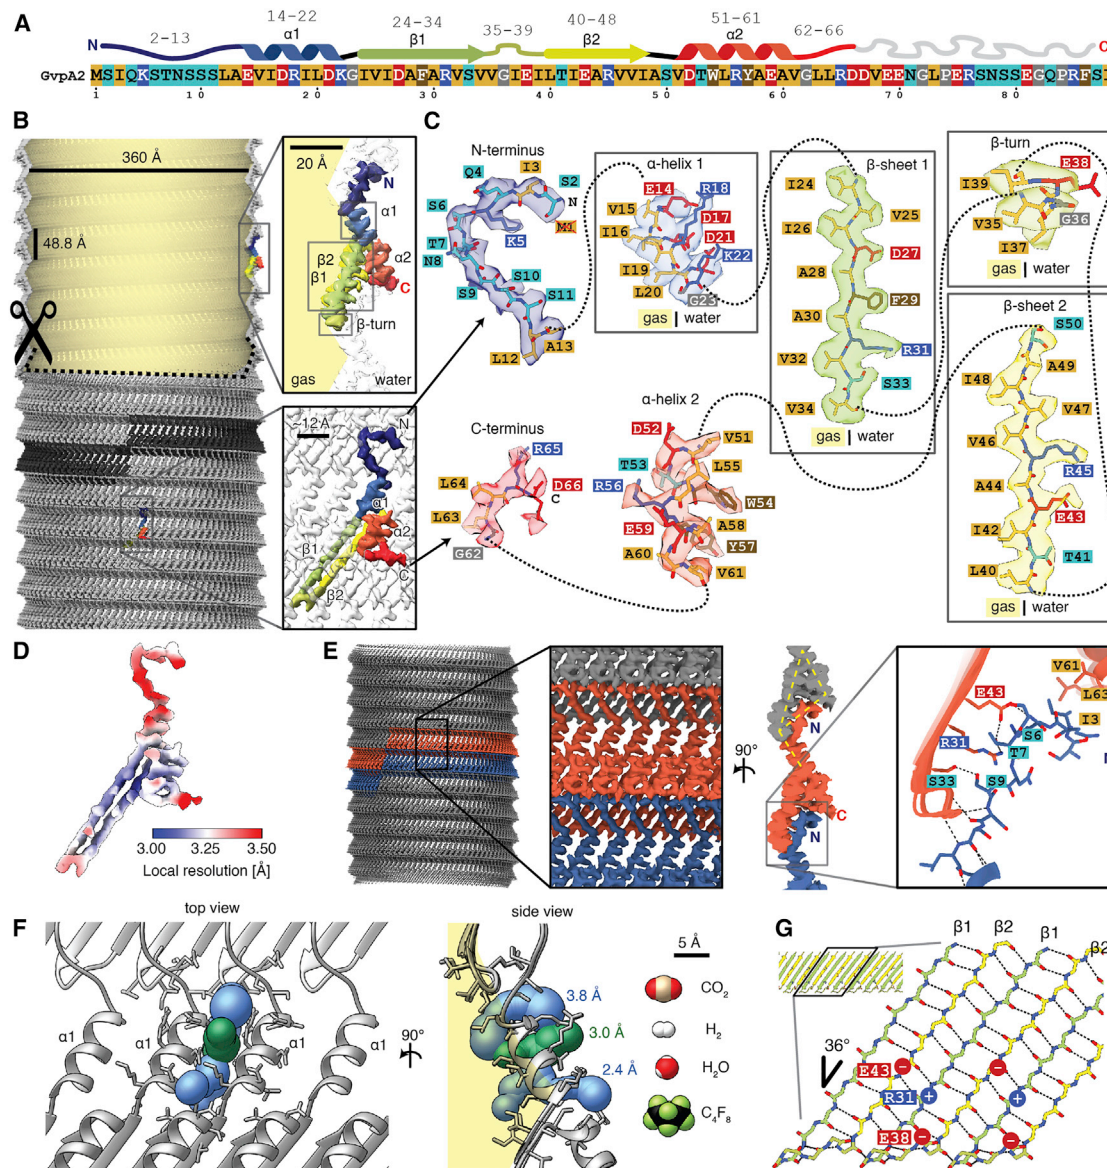 A
2-13
14-22
α1
24-34
β1
35-39
40-48
β2
51-61
α2
62-66
N
C
GvpA2 MSIQKSTNSSSLAEVIDRILDKGIVIDAFARVSVVGIEILTIEARVVIASVDTWLRYAEAVGLLRDDVEENGLPERSNSSEGQPRFS
1 10 20 30 40 50 60 70 80
B
360 Å
48.8 Å
20 Å
N
α1
β2
β1
α2
C
β-turn
gas
water
~12Å
N
α1
α2
β1
β2
C
C
N-terminus
Q4
I3
S2
N
M1
S6
K5
T7
N8
S10
S9
S11
L12
A13
α-helix 1
E14
R18
V15
D17
I16
D21
K22
I19
L20
G23
gas | water
β-sheet 1
I24
V25
I26
D27
A28
F29
A30
R31
V32
S33
V34
gas | water
β-turn
E38
I39
G36
V35
I37
gas | water
β-sheet 2
S50
A49
I48
V47
V46
R45
A44
E43
I42
T41
L40
gas | water
C-terminus
R65
L64
D66
C
L63
G62
α-helix 2
D52
V51
T53
L55
R56
W54
E59
A58
Y57
A60
V61
D
3.00 3.25 3.50
Local resolution [Å]
E
90°
N
C
N
V61
L63
E43
I3
S6
R31
T7
S33
S9
F
top view
α1
α1
α1
α1
90°
side view
5 Å
3.8 Å
3.0 Å
2.4 Å
CO₂
H₂
H₂O
C₄F₈
G
β1
β2
β1
β2
36°
E43
R31
E38
−
−
+
+
−
−